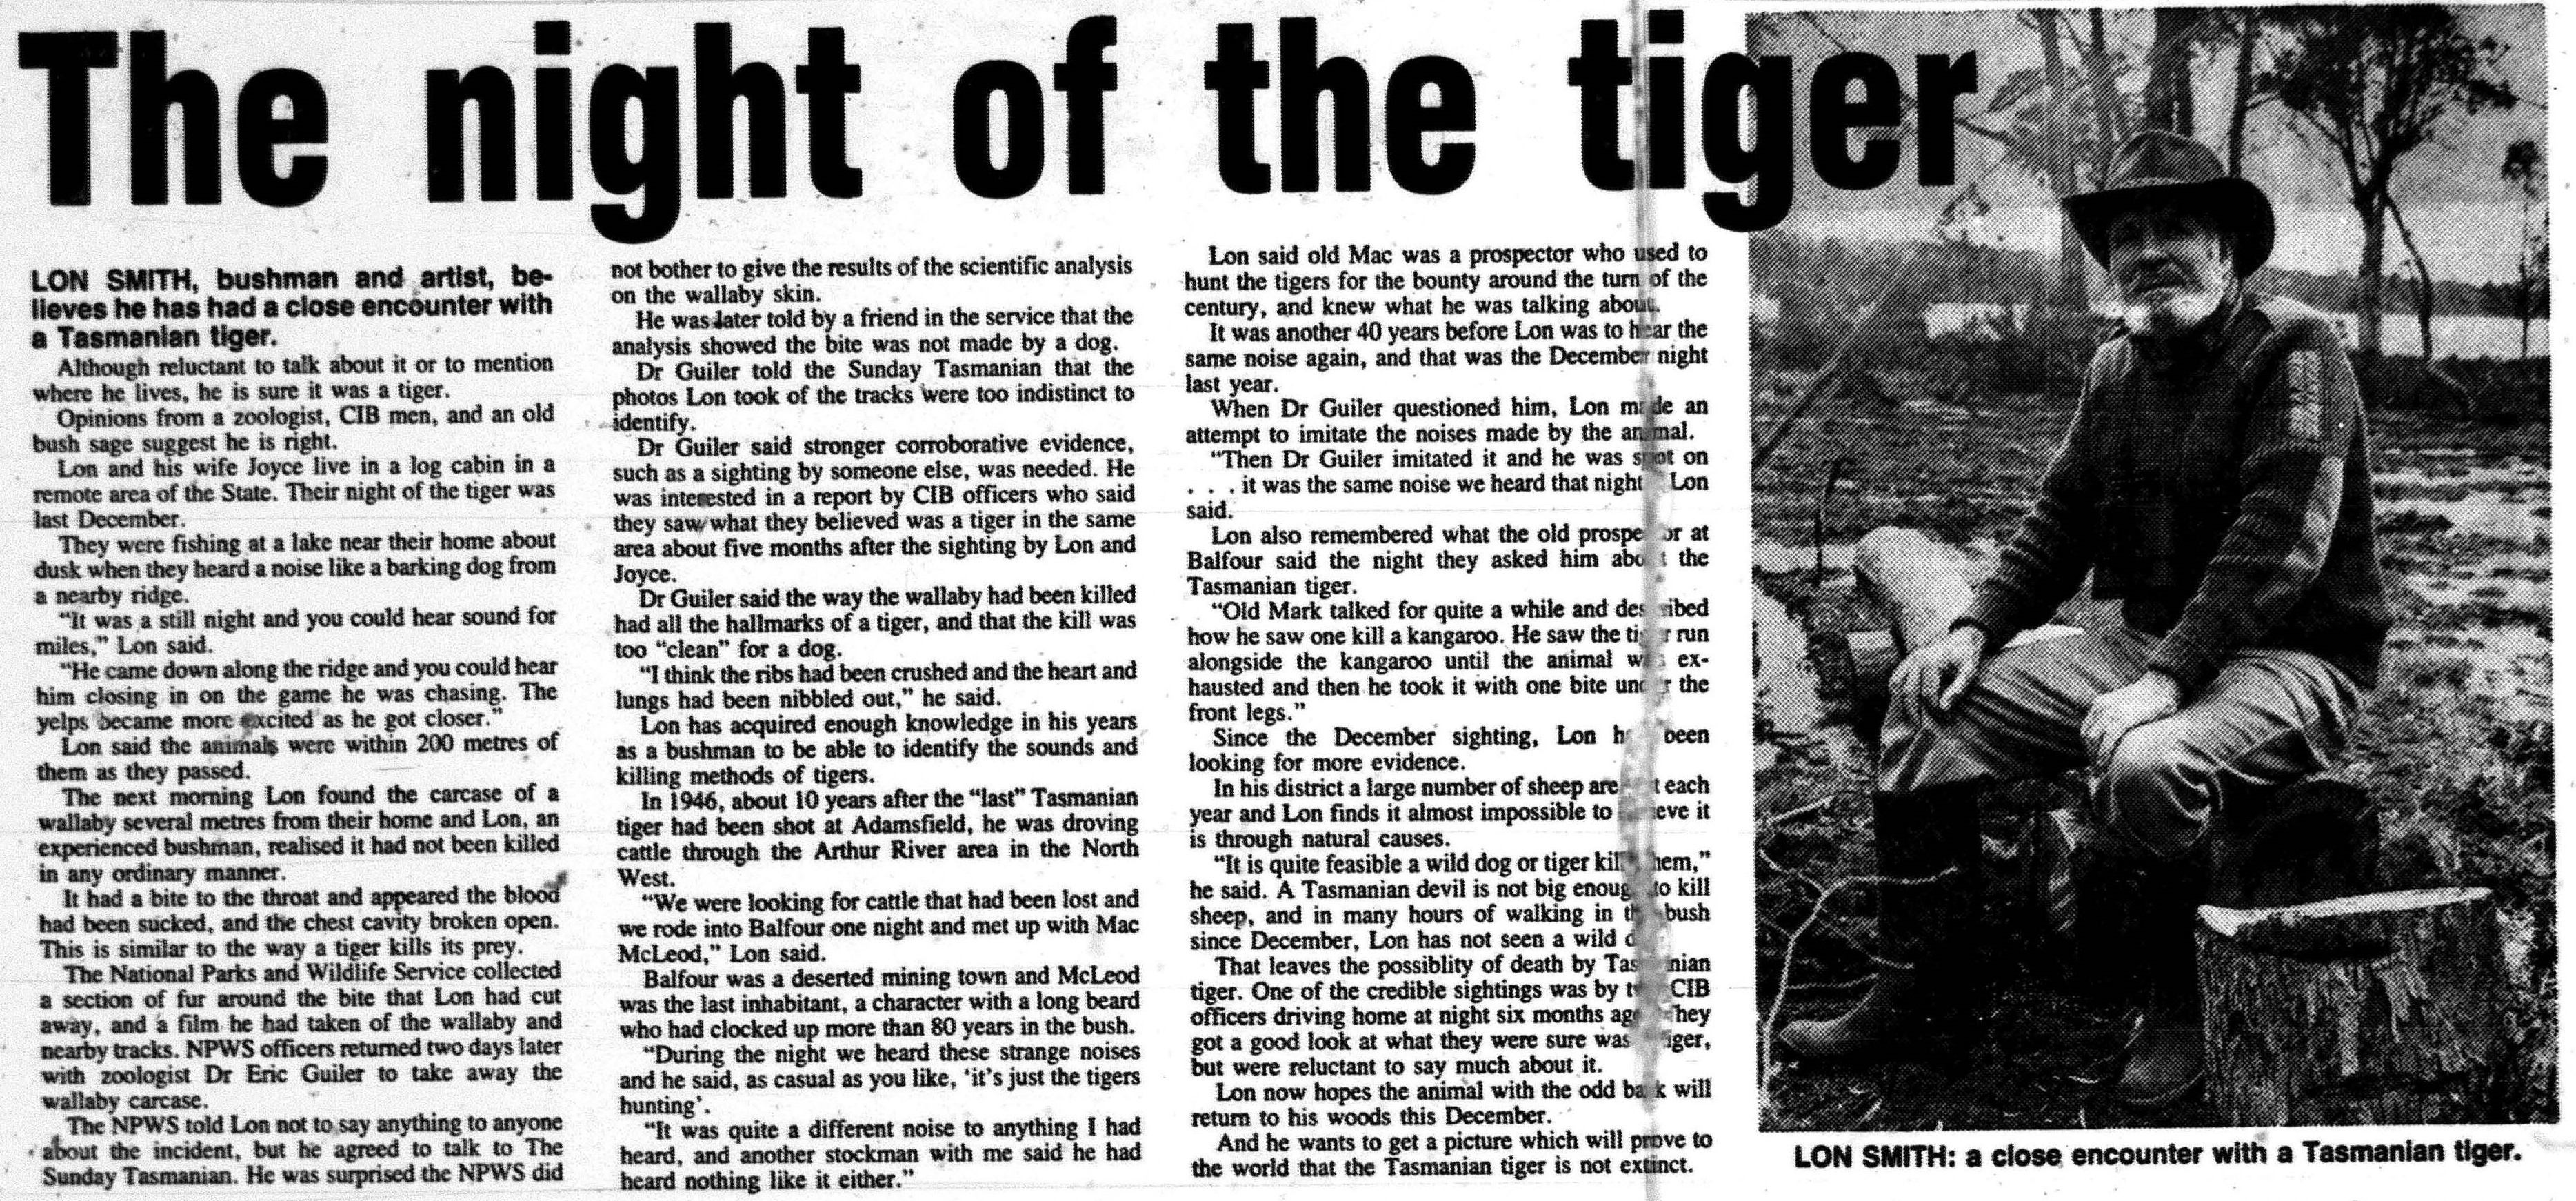 The night of the tiger
LON SMITH, bushman and artist, be-
lieves he has had a close encounter with
a Tasmanian tiger.
Although reluctant to talk about it or to mention
where he lives, he is sure it was a tiger.
Opinions from a zoologist, CIB men, and an old
bush sage suggest he is right.
Lon and his wife Joyce live in a log cabin in a
remote area of the State. Their night of the tiger was
last December.
They were fishing at a lake near their home about
dusk when they heard a noise like a barking dog from
a nearby ridge.
“It was a still night and you could hear sound for
miles,” Lon said.
“He came down along the ridge and you could hear
him closing in on the game he was chasing. The
yelps became more excited as he got closer.”
Lon said the animals were within 200 metres of
them as they passed.
The next morning Lon found the carcase of a
wallaby several metres from their home and Lon, an
experienced bushman, realised it had not been killed
in any ordinary manner.
It had a bite to the throat and appeared the blood
had been sucked, and the chest cavity broken open.
This is similar to the way a tiger kills its prey.
The National Parks and Wildlife Service collected
a section of fur around the bite that Lon had cut
away, and a film he had taken of the wallaby and
nearby tracks. NPWS officers returned two days later
with zoologist Dr Eric Guiler to take away the
wallaby carcase.
The NPWS told Lon not to say anything to anyone
about the incident, but he agreed to talk to The
Sunday Tasmanian. He was surprised the NPWS did
not bother to give the results of the scientific analysis
on the wallaby skin.
He was later told by a friend in the service that the
analysis showed the bite was not made by a dog.
Dr Guiler told the Sunday Tasmanian that the
photos Lon took of the tracks were too indistinct to
identify.
Dr Guiler said stronger corroborative evidence,
such as a sighting by someone else, was needed. He
was interested in a report by CIB officers who said
they saw what they believed was a tiger in the same
area about five months after the sighting by Lon and
Joyce.
Dr Guiler said the way the wallaby had been killed
had all the hallmarks of a tiger, and that the kill was
too “clean” for a dog.
“I think the ribs had been crushed and the heart and
lungs had been nibbled out,” he said.
Lon has acquired enough knowledge in his years
as a bushman to be able to identify the sounds and
killing methods of tigers.
In 1946, about 10 years after the “last” Tasmanian
tiger had been shot at Adamsfield, he was droving
cattle through the Arthur River area in the North
West.
“We were looking for cattle that had been lost and
we rode into Balfour one night and met up with Mac
McLeod,” Lon said.
Balfour was a deserted mining town and McLeod
was the last inhabitant, a character with a long beard
who had clocked up more than 80 years in the bush.
“During the night we heard these strange noises
and he said, as casual as you like, ‘it’s just the tigers
hunting’.
“It was quite a different noise to anything I had
heard, and another stockman with me said he had
heard nothing like it either.”
Lon said old Mac was a prospector who used to
hunt the tigers for the bounty around the turn of the
century, and knew what he was talking about.
It was another 40 years before Lon was to hear the
same noise again, and that was the December night
last year.
When Dr Guiler questioned him, Lon made an
attempt to imitate the noises made by the animal.
“Then Dr Guiler imitated it and he was spot on
. . . it was the same noise we heard that night Lon
said.
Lon also remembered what the old prospector at
Balfour said the night they asked him about the
Tasmanian tiger.
“Old Mark talked for quite a while and described
how he saw one kill a kangaroo. He saw the tiger run
alongside the kangaroo until the animal was ex-
hausted and then he took it with one bite under the
front legs.”
Since the December sighting, Lon has been
looking for more evidence.
In his district a large number of sheep are each
year and Lon finds it almost impossible to believe it
is through natural causes.
“It is quite feasible a wild dog or tiger kill them,”
he said. A Tasmanian devil is not big enough to kill
sheep, and in many hours of walking in the bush
since December, Lon has not seen a wild
That leaves the possiblity of death by Tasmanian
tiger. One of the credible sightings was by two CIB
officers driving home at night six months ago. They
got a good look at what they were sure was tiger,
but were reluctant to say much about it.
Lon now hopes the animal with the odd bark will
return to his woods this December.
And he wants to get a picture which will prove to
the world that the Tasmanian tiger is not extinct.
LON SMITH: a close encounter with a Tasmanian tiger.